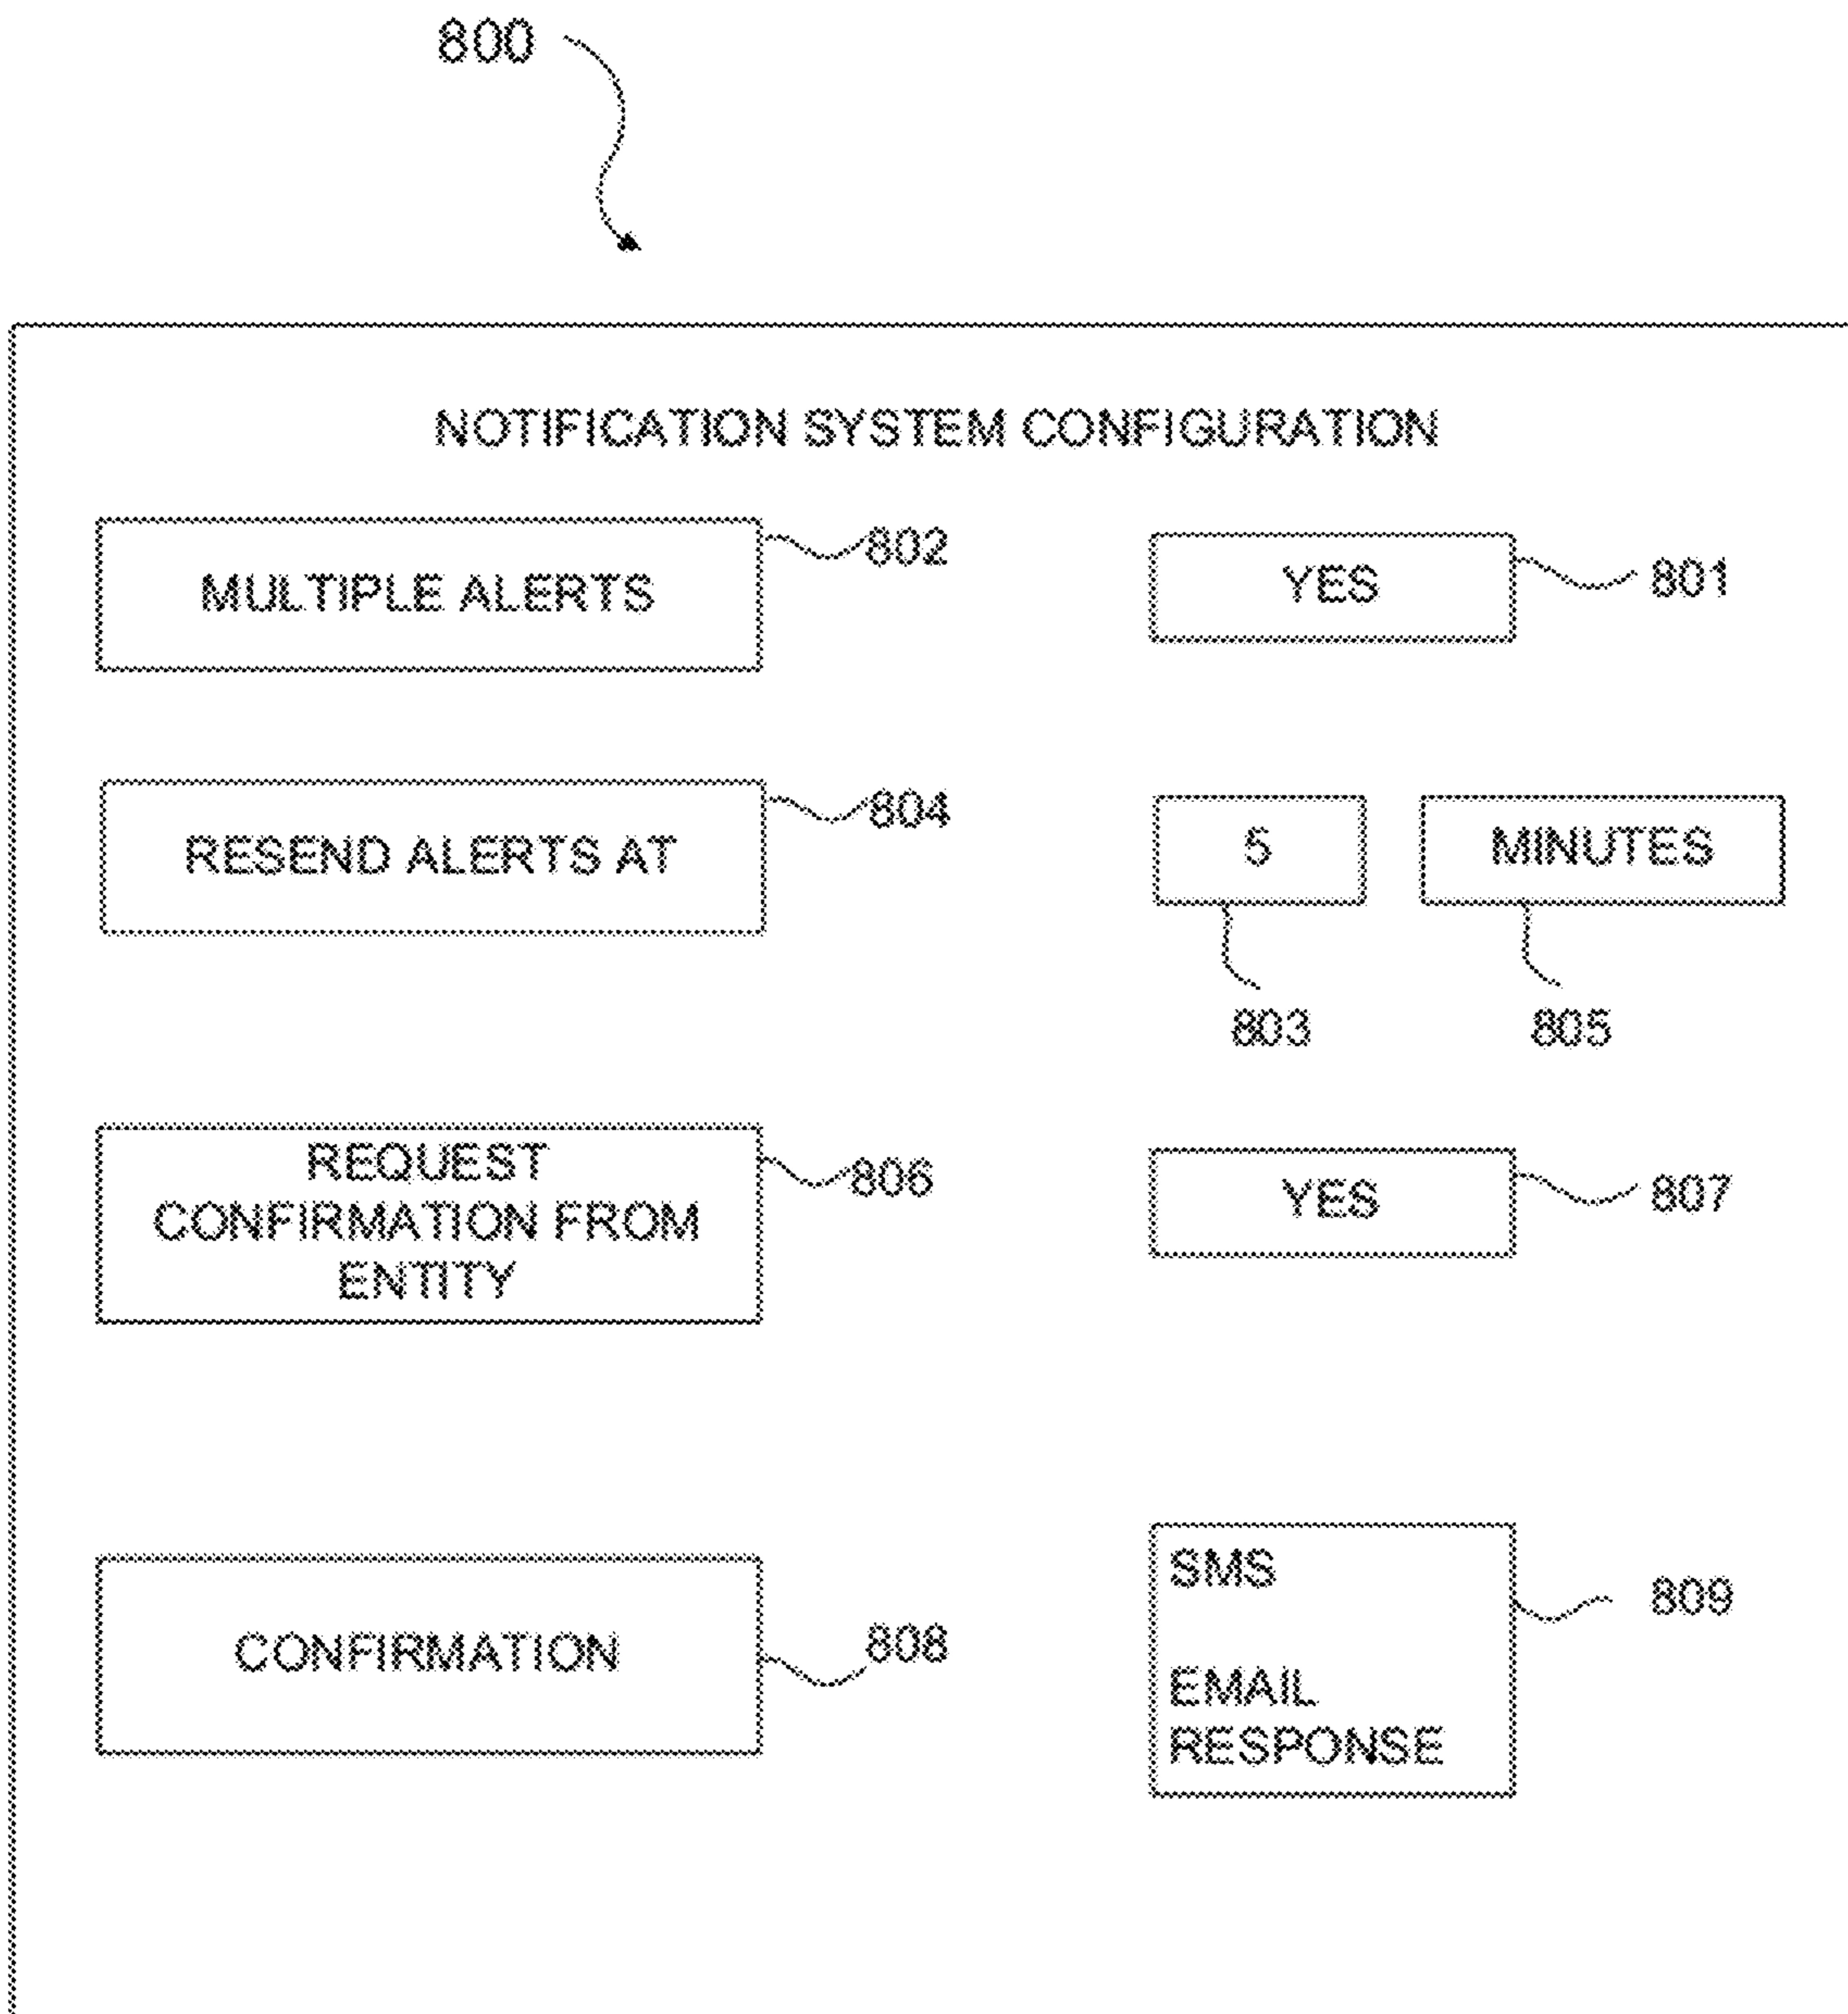 800
NOTIFICATION SYSTEM CONFIGURATION
MULTIPLE ALERTS
802
YES
801
RESEND ALERTS AT
804
5
MINUTES
803
805
REQUEST
CONFIRMATION FROM
ENTITY
806
YES
807
CONFIRMATION
808
SMS
EMAIL
RESPONSE
809